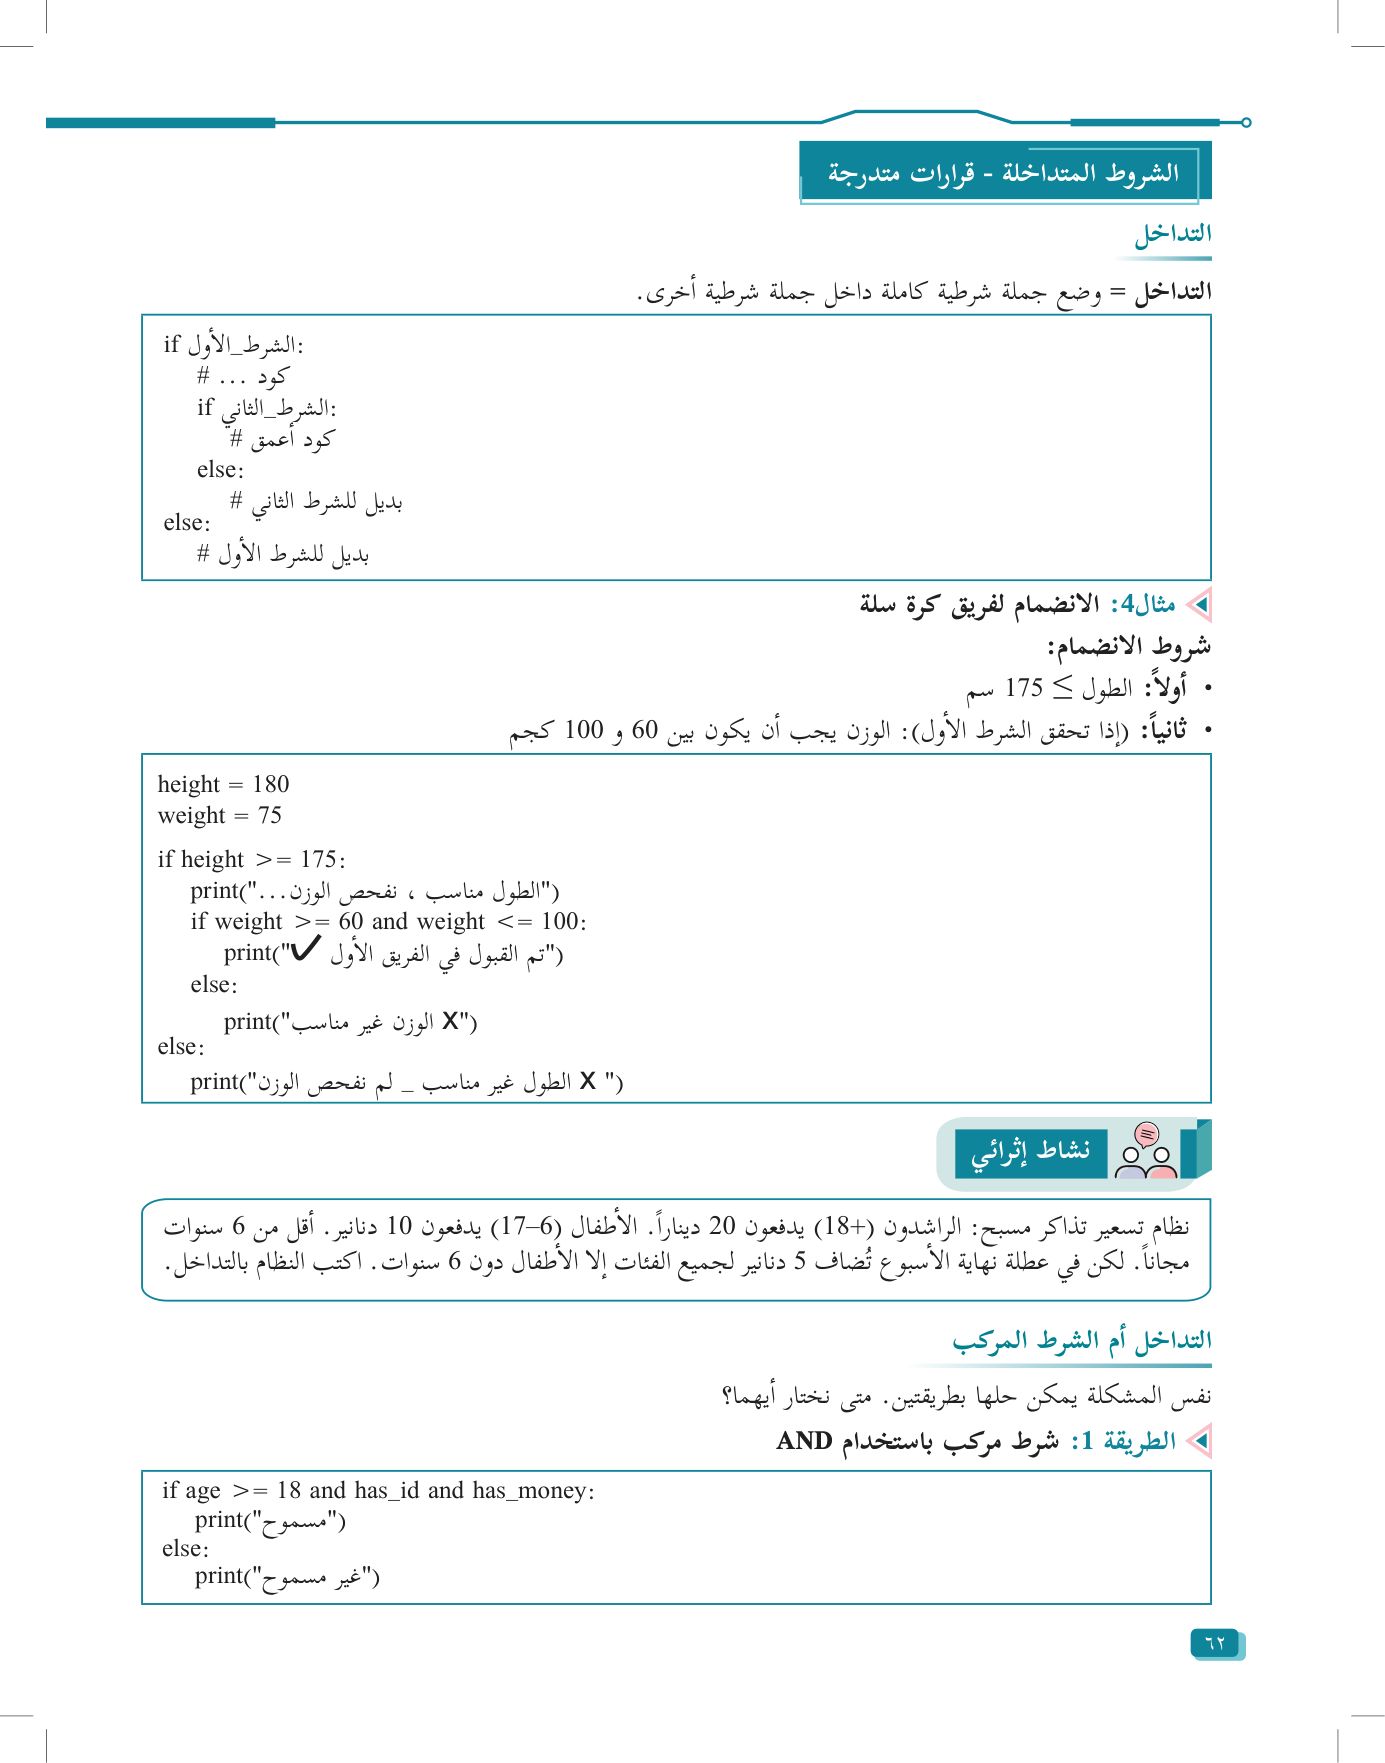 الشروط المتداخلة - قرارات متدرجة
التداخل
التداخل = وضع جملة شرطية كاملة داخل جملة شرطية أخرى.
if الشرط_الأول:
# ... كود
if الشرط_الثاني:
# كود أعمق
else:
# بديل للشرط الثاني
else:
# بديل للشرط الأول
مثال4: الانضمام لفريق كرة سلة
شروط الانضمام:
• أولاً: الطول ≥ 175 سم
• ثانياً: (إذا تحقق الشرط الأول): الوزن يجب أن يكون بين 60 و 100 كجم
height = 180
weight = 75
if height >= 175:
print("الطول مناسب ، نفحص الوزن...")
if weight >= 60 and weight <= 100:
print("✔ تم القبول في الفريق الأول")
else:
print("الوزن غير مناسب X")
else:
print("الطول غير مناسب _ لم نفحص الوزن X ")
نشاط إثرائي
نظام تسعير تذاكر مسبح: الراشدون (+18) يدفعون 20 ديناراً. الأطفال (6–17) يدفعون 10 دنانير. أقل من 6 سنوات
مجاناً. لكن في عطلة نهاية الأسبوع تُضاف 5 دنانير لجميع الفئات إلا الأطفال دون 6 سنوات. اكتب النظام بالتداخل.
التداخل أم الشرط المركب
نفس المشكلة يمكن حلها بطريقتين. متى نختار أيهما؟
الطريقة 1: شرط مركب باستخدام AND
if age >= 18 and has_id and has_money:
print("مسموح")
else:
print("غير مسموح")
٦٢